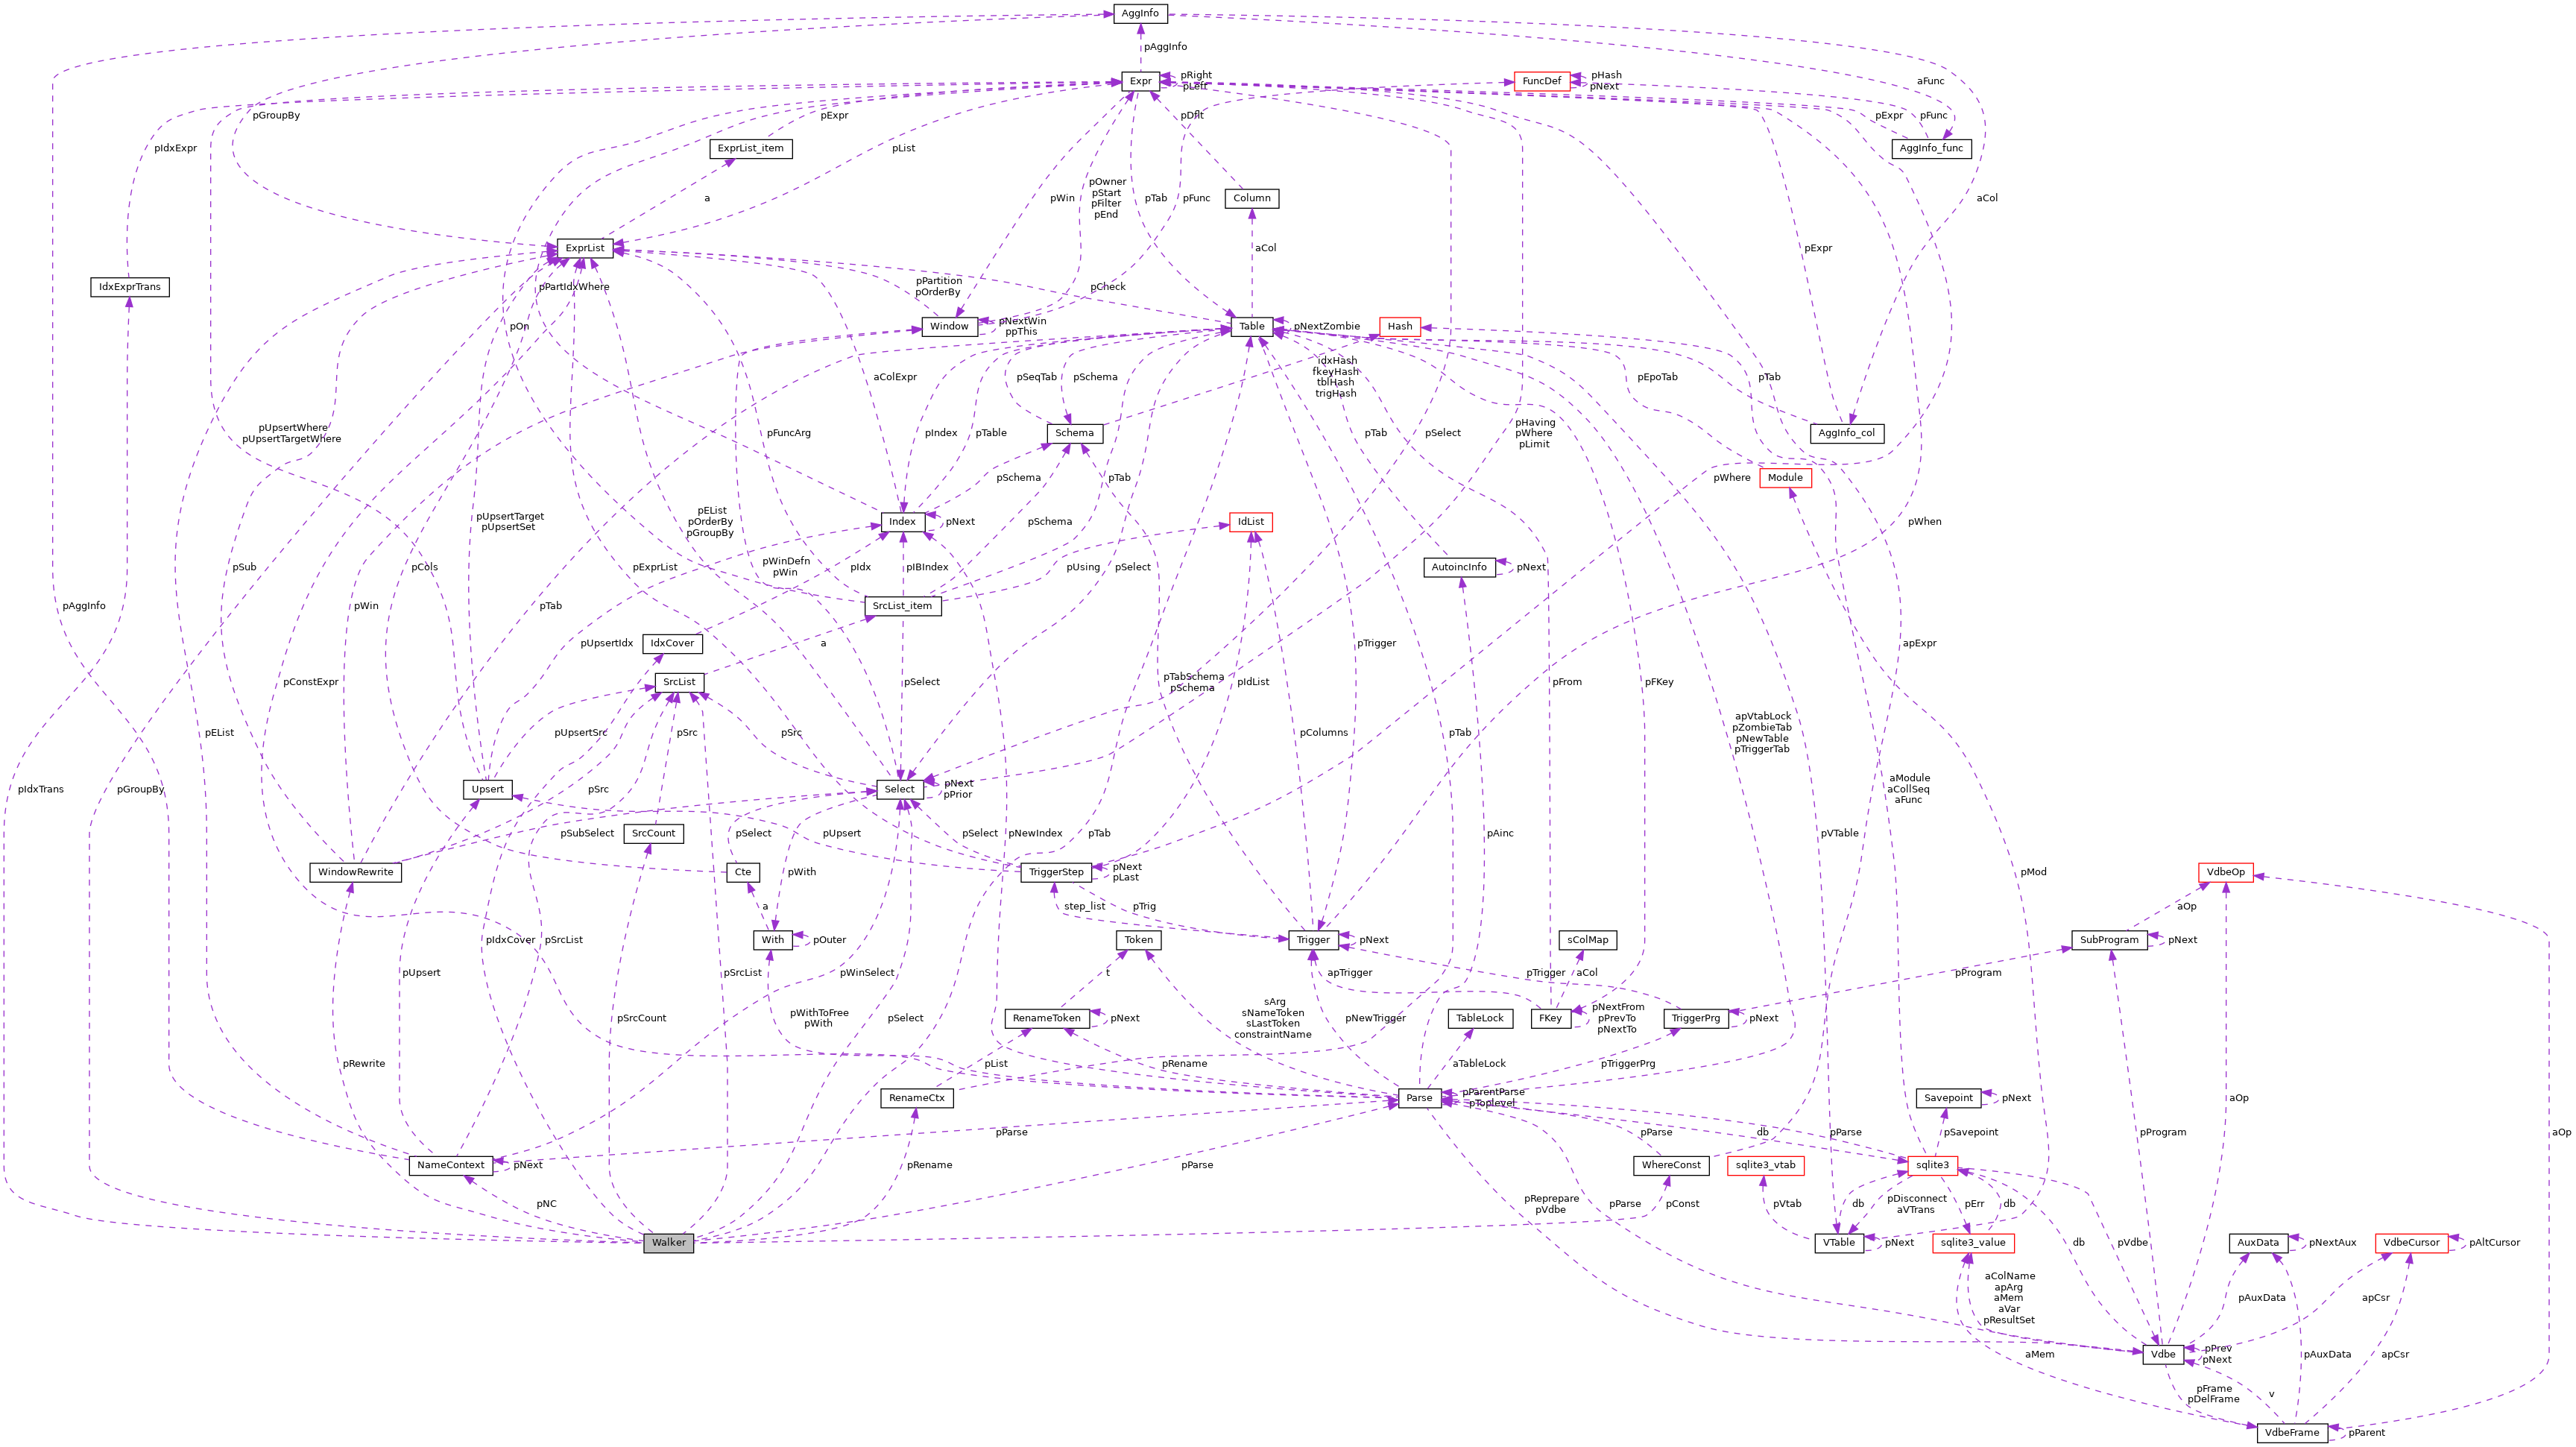 AggInfo
pAggInfo
Expr
pRight
pLeft
FuncDef
pHash
pNext
aFunc
pGroupBy
pExpr
pDflt
pExpr
pFunc
pIdxExpr
ExprList_item
pList
AggInfo_func
a
pWin
pOwner
pStart
pFilter
pEnd
pTab
pFunc
Column
aCol
ExprList
aCol
pExpr
IdxExprTrans
pPartIdxWhere
pPartition
pOrderBy
pCheck
pOn
Window
pNextWin
ppThis
Table
pNextZombie
Hash
aColExpr
pSeqTab
pSchema
idxHash
fkeyHash
tblHash
trigHash
pEpoTab
pTab
pUpsertWhere
pUpsertTargetWhere
pFuncArg
pIndex
pTable
Schema
pTab
pSelect
pHaving
pWhere
pLimit
AggInfo_col
pSchema
pTab
pWhere
Module
pUpsertTarget
pUpsertSet
pEList
pOrderBy
pGroupBy
Index
pNext
pSchema
IdList
pWhen
pSub
pCols
pExprList
pWinDefn
pWin
pIdx
pIBIndex
pUsing
pSelect
AutoincInfo
pNext
pAggInfo
pWin
pTab
SrcList_item
pUpsertIdx
IdxCover
a
pTrigger
apExpr
pConstExpr
SrcList
pSelect
pTabSchema
pSchema
pIdList
pFrom
pFKey
pEList
pUpsertSrc
pSrc
pSrc
pColumns
pTab
apVtabLock
pZombieTab
pNewTable
pTriggerTab
pIdxTrans
pGroupBy
Upsert
pSrc
Select
pNext
pPrior
aModule
aCollSeq
aFunc
SrcCount
pSubSelect
pSelect
pUpsert
pSelect
pNewIndex
pTab
pAinc
pVTable
WindowRewrite
Cte
pWith
TriggerStep
pNext
pLast
pMod
VdbeOp
a
step_list
pTrig
aOp
pIdxCover
pSrcList
With
pOuter
Token
Trigger
pNext
sColMap
SubProgram
pNext
pUpsert
pSrcList
pWinSelect
t
apTrigger
pTrigger
aCol
pProgram
pSrcCount
pWithToFree
pWith
pSelect
RenameToken
pNext
sArg
sNameToken
sLastToken
constraintName
pNewTrigger
TableLock
FKey
pNextFrom
pPrevTo
pNextTo
TriggerPrg
pNext
pRewrite
pList
pRename
aTableLock
pTriggerPrg
RenameCtx
Parse
pParentParse
pToplevel
Savepoint
pNext
aOp
pParse
pParse
db
pParse
pSavepoint
pProgram
aOp
NameContext
pNext
pRename
pParse
WhereConst
sqlite3_vtab
sqlite3
pNC
pReprepare
pVdbe
pParse
pConst
pVtab
db
pDisconnect
aVTrans
pErr
db
Walker
VTable
pNext
sqlite3_value
db
pVdbe
AuxData
pNextAux
VdbeCursor
pAltCursor
aColName
apArg
aMem
aVar
pResultSet
pAuxData
apCsr
aMem
Vdbe
pPrev
pNext
pAuxData
apCsr
pFrame
pDelFrame
v
VdbeFrame
pParent